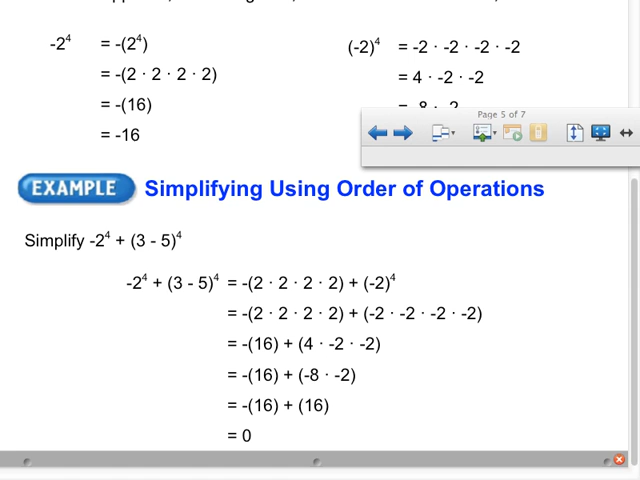 -2⁴ = -(2⁴)
= -(2 · 2 · 2 · 2)
= -(16)
= -16
(-2)⁴ = -2 · -2 · -2 · -2
= 4 · -2 · -2
= -8 · -2
Page 5 of 7
EXAMPLE Simplifying Using Order of Operations
Simplify -2⁴ + (3 - 5)⁴
-2⁴ + (3 - 5)⁴ = -(2 · 2 · 2 · 2) + (-2)⁴
= -(2 · 2 · 2 · 2) + (-2 · -2 · -2 · -2)
= -(16) + (4 · -2 · -2)
= -(16) + (-8 · -2)
= -(16) + (16)
= 0